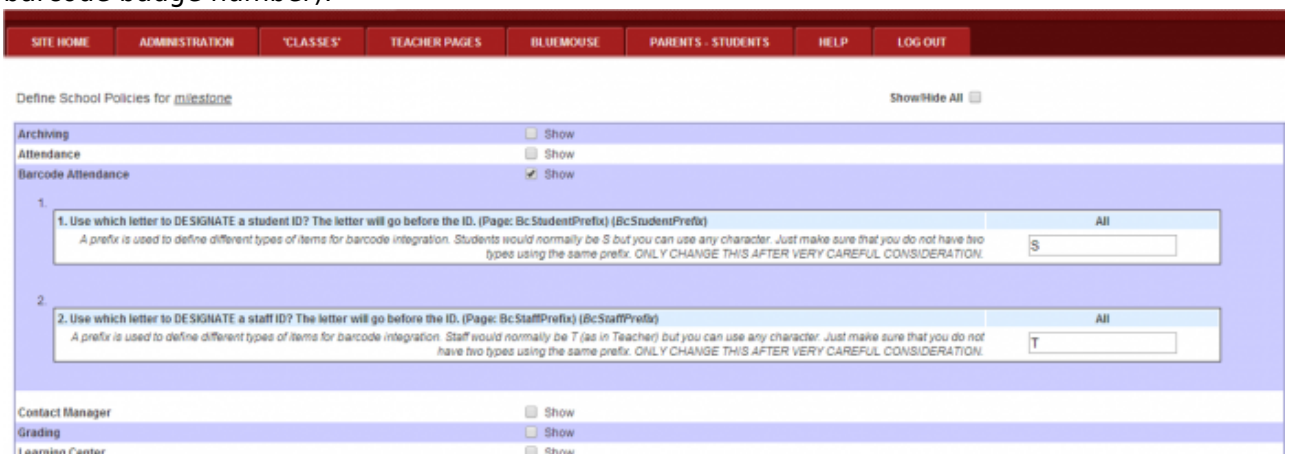 barcode badge number).
SITE HOME ADMINISTRATION 'CLASSES' TEACHER PAGES BLUEMOUSE PARENTS - STUDENTS HELP LOG OUT
Define School Policies for milestone Show/Hide All
Archiving Show
Attendance Show
Barcode Attendance Show
1.
1. Use which letter to DESIGNATE a student ID? The letter will go before the ID. (Page: BcStudentPrefix) (BcStudentPrefix) All
A prefix is used to define different types of items for barcode integration. Students would normally be S but you can use any character. Just make sure that you do not have two
types using the same prefix. ONLY CHANGE THIS AFTER VERY CAREFUL CONSIDERATION.
S
2.
2. Use which letter to DESIGNATE a staff ID? The letter will go before the ID. (Page: BcStaffPrefix) (BcStaffPrefix) All
A prefix is used to define different types of items for barcode integration. Staff would normally be T (as in Teacher) but you can use any character. Just make sure that you do not
have two types using the same prefix. ONLY CHANGE THIS AFTER VERY CAREFUL CONSIDERATION.
T
Contact Manager Show
Grading Show
Learning Center Show